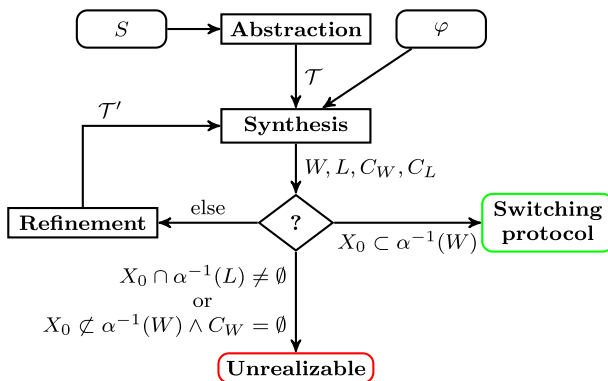 S
Abstraction
φ
𝒯
𝒯′
Synthesis
W, L, C_W, C_L
Refinement
else
?
Switching
protocol
X_0 ⊂ α^{-1}(W)
X_0 ∩ α^{-1}(L) ≠ ∅
or
X_0 ⊄ α^{-1}(W) ∧ C_W = ∅
Unrealizable